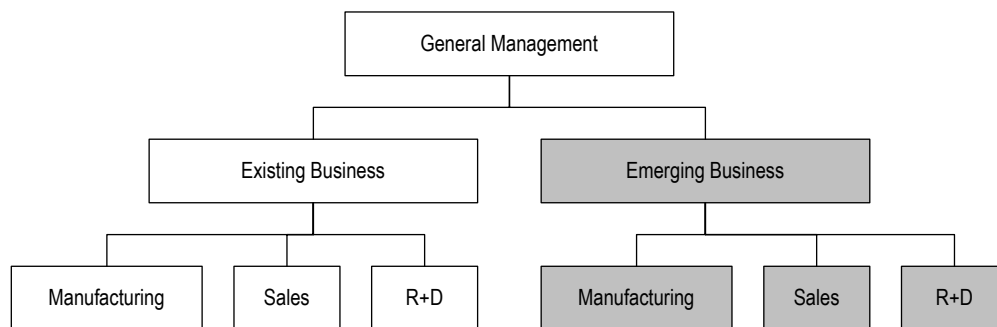 General Management
Existing Business
Emerging Business
Manufacturing
Sales
R+D
Manufacturing
Sales
R+D